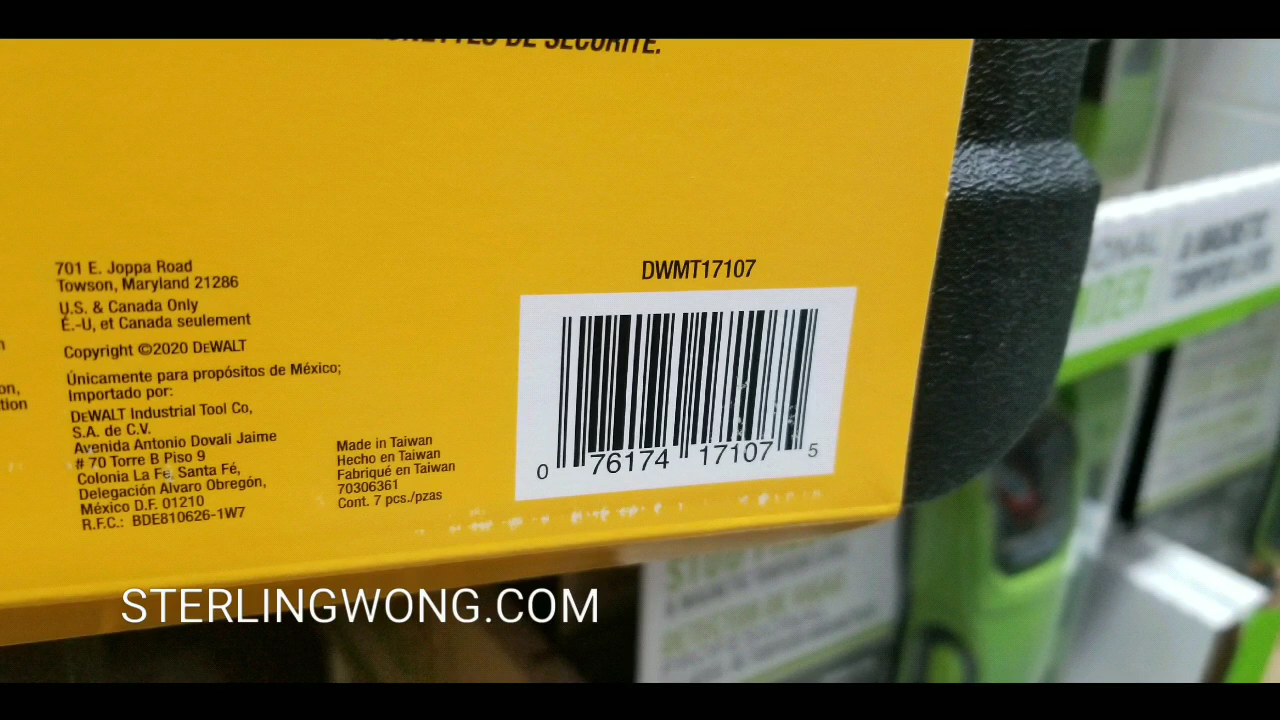 DE SÉCURITÉ.
701 E. Joppa Road
Towson, Maryland 21286
U.S. & Canada Only
É.-U, et Canada seulement
Copyright ©2020 DEWALT
Únicamente para propósitos de México;
Importado por:
DEWALT Industrial Tool Co,
S.A. de C.V.
Avenida Antonio Dovali Jaime
# 70 Torre B Piso 9
Colonia La Fe, Santa Fé,
Delegación Alvaro Obregón,
México D.F. 01210
R.F.C.: BDE810626-1W7
Made in Taiwan
Hecho en Taiwan
Fabriqué en Taiwan
70306361
Cont. 7 pcs./pzas
DWMT17107
0 76174 17107 5
STERLINGWONG.COM